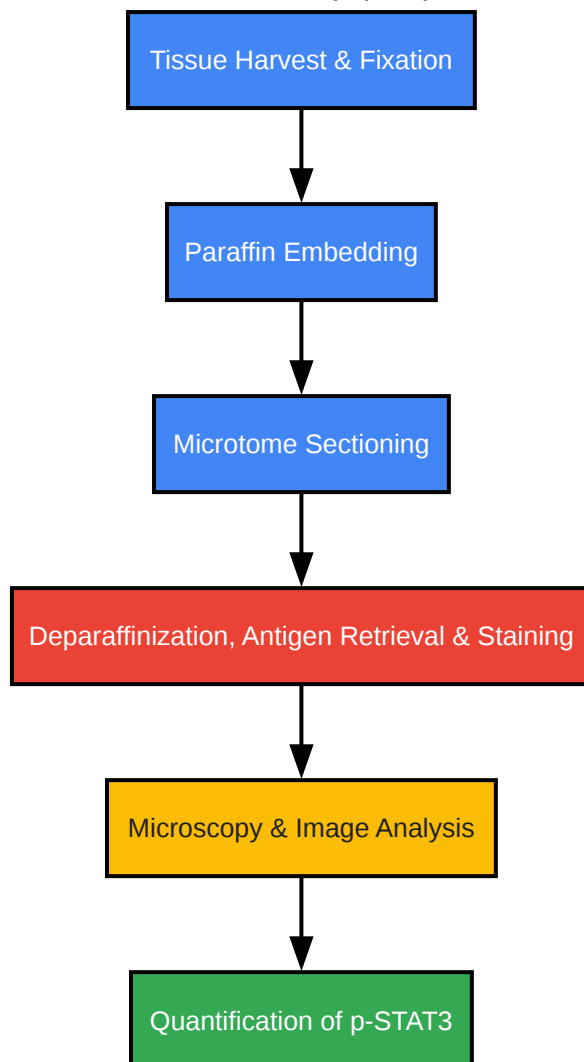 Tissue Harvest & Fixation
Paraffin Embedding
Microtome Sectioning
Deparaffinization, Antigen Retrieval & Staining
Microscopy & Image Analysis
Quantification of p-STAT3